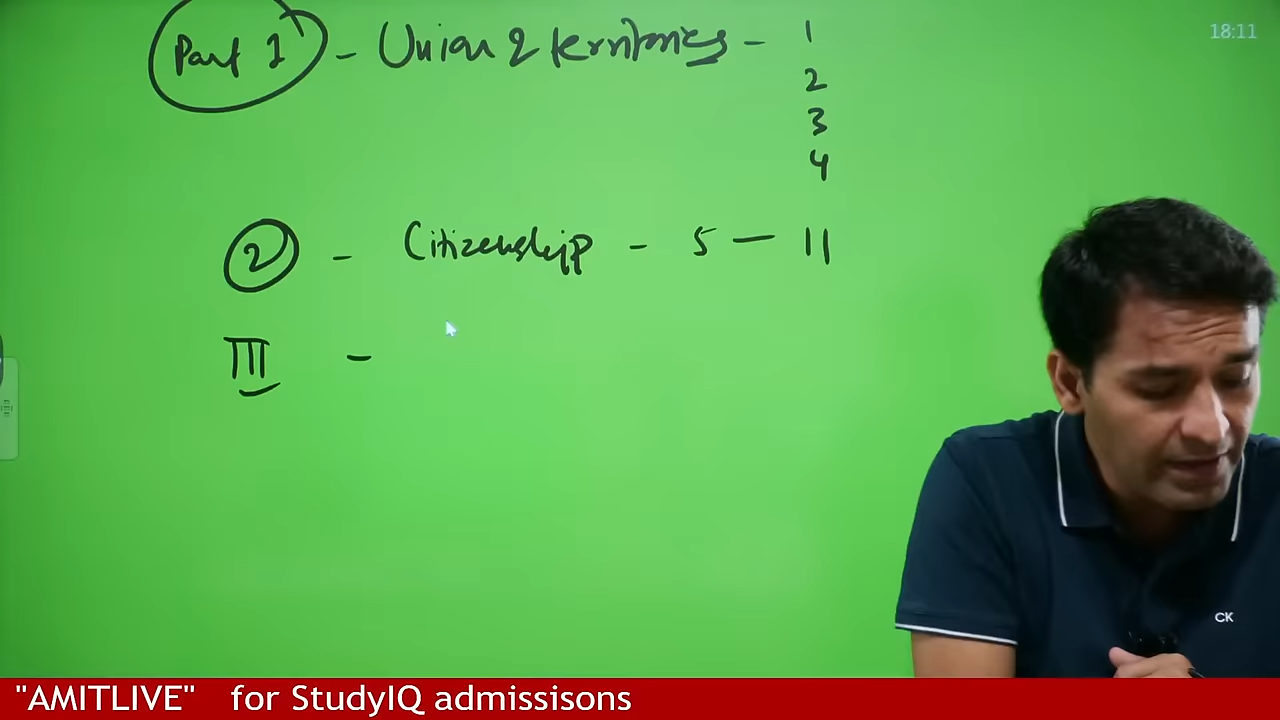 18:11
Part 1 - Union & territories - 1
2
3
4
2 - Citizenship - 5 - 11
III -
CK
"AMITLIVE" for StudyIQ admissisons